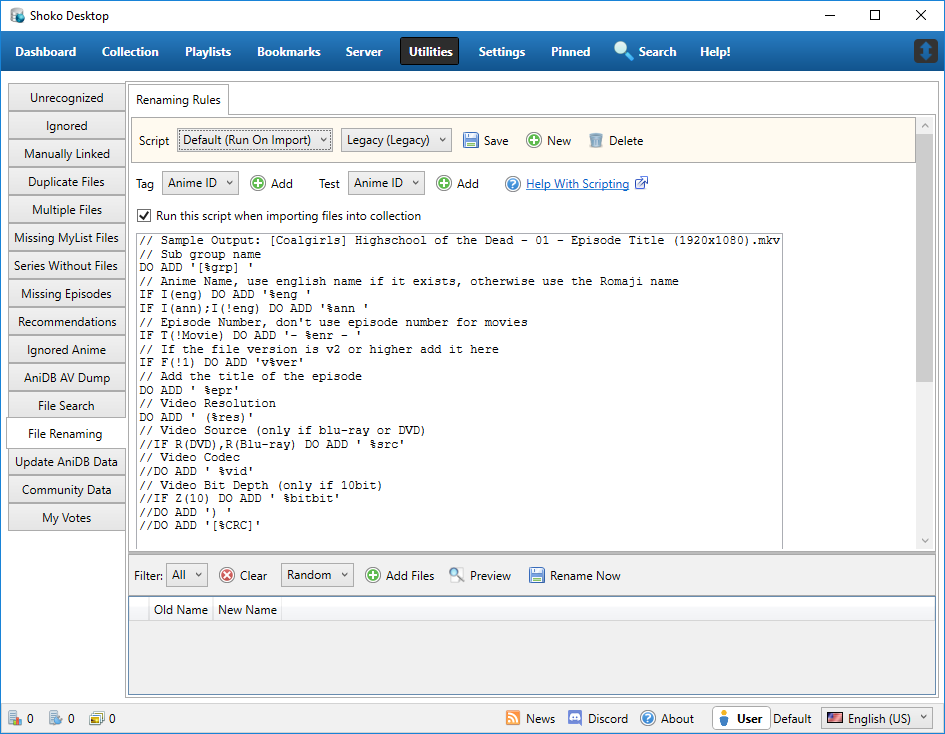 Shoko Desktop
Dashboard Collection Playlists Bookmarks Server Utilities Settings Pinned Search Help!
Unrecognized
Ignored
Manually Linked
Duplicate Files
Multiple Files
Missing MyList Files
Series Without Files
Missing Episodes
Recommendations
Ignored Anime
AniDB AV Dump
File Search
File Renaming
Update AniDB Data
Community Data
My Votes
Renaming Rules
Script Default (Run On Import) Legacy (Legacy) Save New Delete
Tag Anime ID Add Test Anime ID Add Help With Scripting
Run this script when importing files into collection
// Sample Output: [Coalgirls] Highschool of the Dead - 01 - Episode Title (1920x1080).mkv
// Sub group name
DO ADD '[%grp] '
// Anime Name, use english name if it exists, otherwise use the Romaji name
IF I(eng) DO ADD '%eng '
IF I(ann);I(!eng) DO ADD '%ann '
// Episode Number, don't use episode number for movies
IF T(!Movie) DO ADD '- %enr - '
// If the file version is v2 or higher add it here
IF F(!1) DO ADD 'v%ver'
// Add the title of the episode
DO ADD ' %epr'
// Video Resolution
DO ADD ' (%res)'
// Video Source (only if blu-ray or DVD)
//IF R(DVD),R(Blu-ray) DO ADD ' %src'
// Video Codec
//DO ADD ' %vid'
// Video Bit Depth (only if 10bit)
//IF Z(10) DO ADD ' %bitbit'
//DO ADD ') '
//DO ADD '[%CRC]'
Filter: All Clear Random Add Files Preview Rename Now
Old Name New Name
0 0 0 News Discord About User Default English (US)